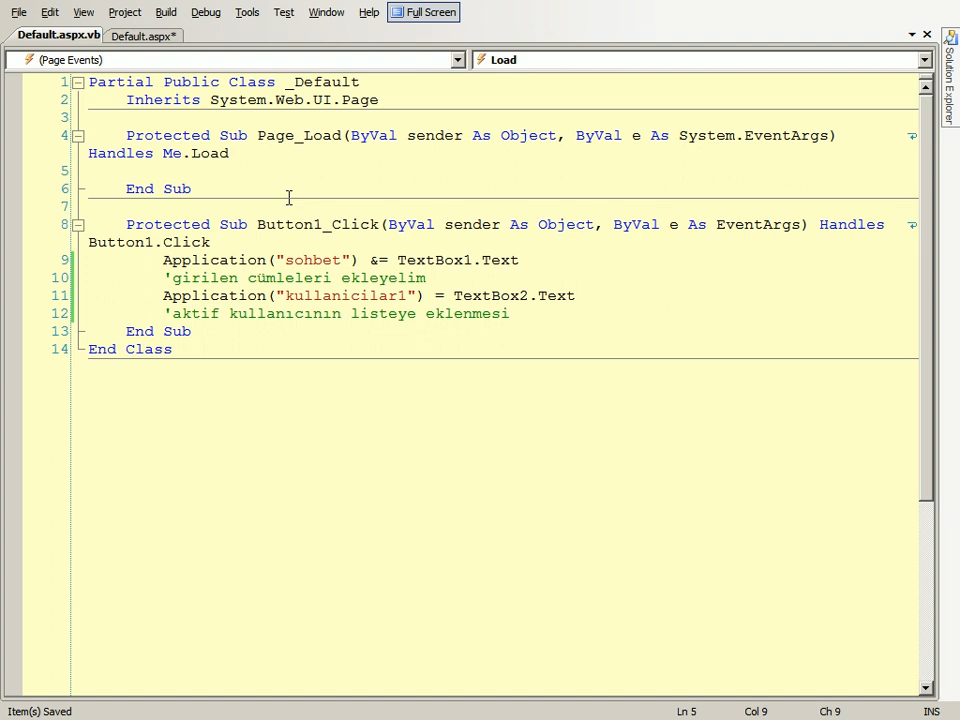 File Edit View Project Build Debug Tools Test Window Help Full Screen
Default.aspx.vb Default.aspx*
(Page Events) Load
Solution Explorer
1 Partial Public Class _Default
2 Inherits System.Web.UI.Page
3
4 Protected Sub Page_Load(ByVal sender As Object, ByVal e As System.EventArgs)
Handles Me.Load
5
6 End Sub
7
8 Protected Sub Button1_Click(ByVal sender As Object, ByVal e As EventArgs) Handles
Button1.Click
9 Application("sohbet") &= TextBox1.Text
10 'girilen cümleleri ekleyelim
11 Application("kullanicilar1") = TextBox2.Text
12 'aktif kullanıcının listeye eklenmesi
13 End Sub
14 End Class
Item(s) Saved Ln 5 Col 9 Ch 9 INS